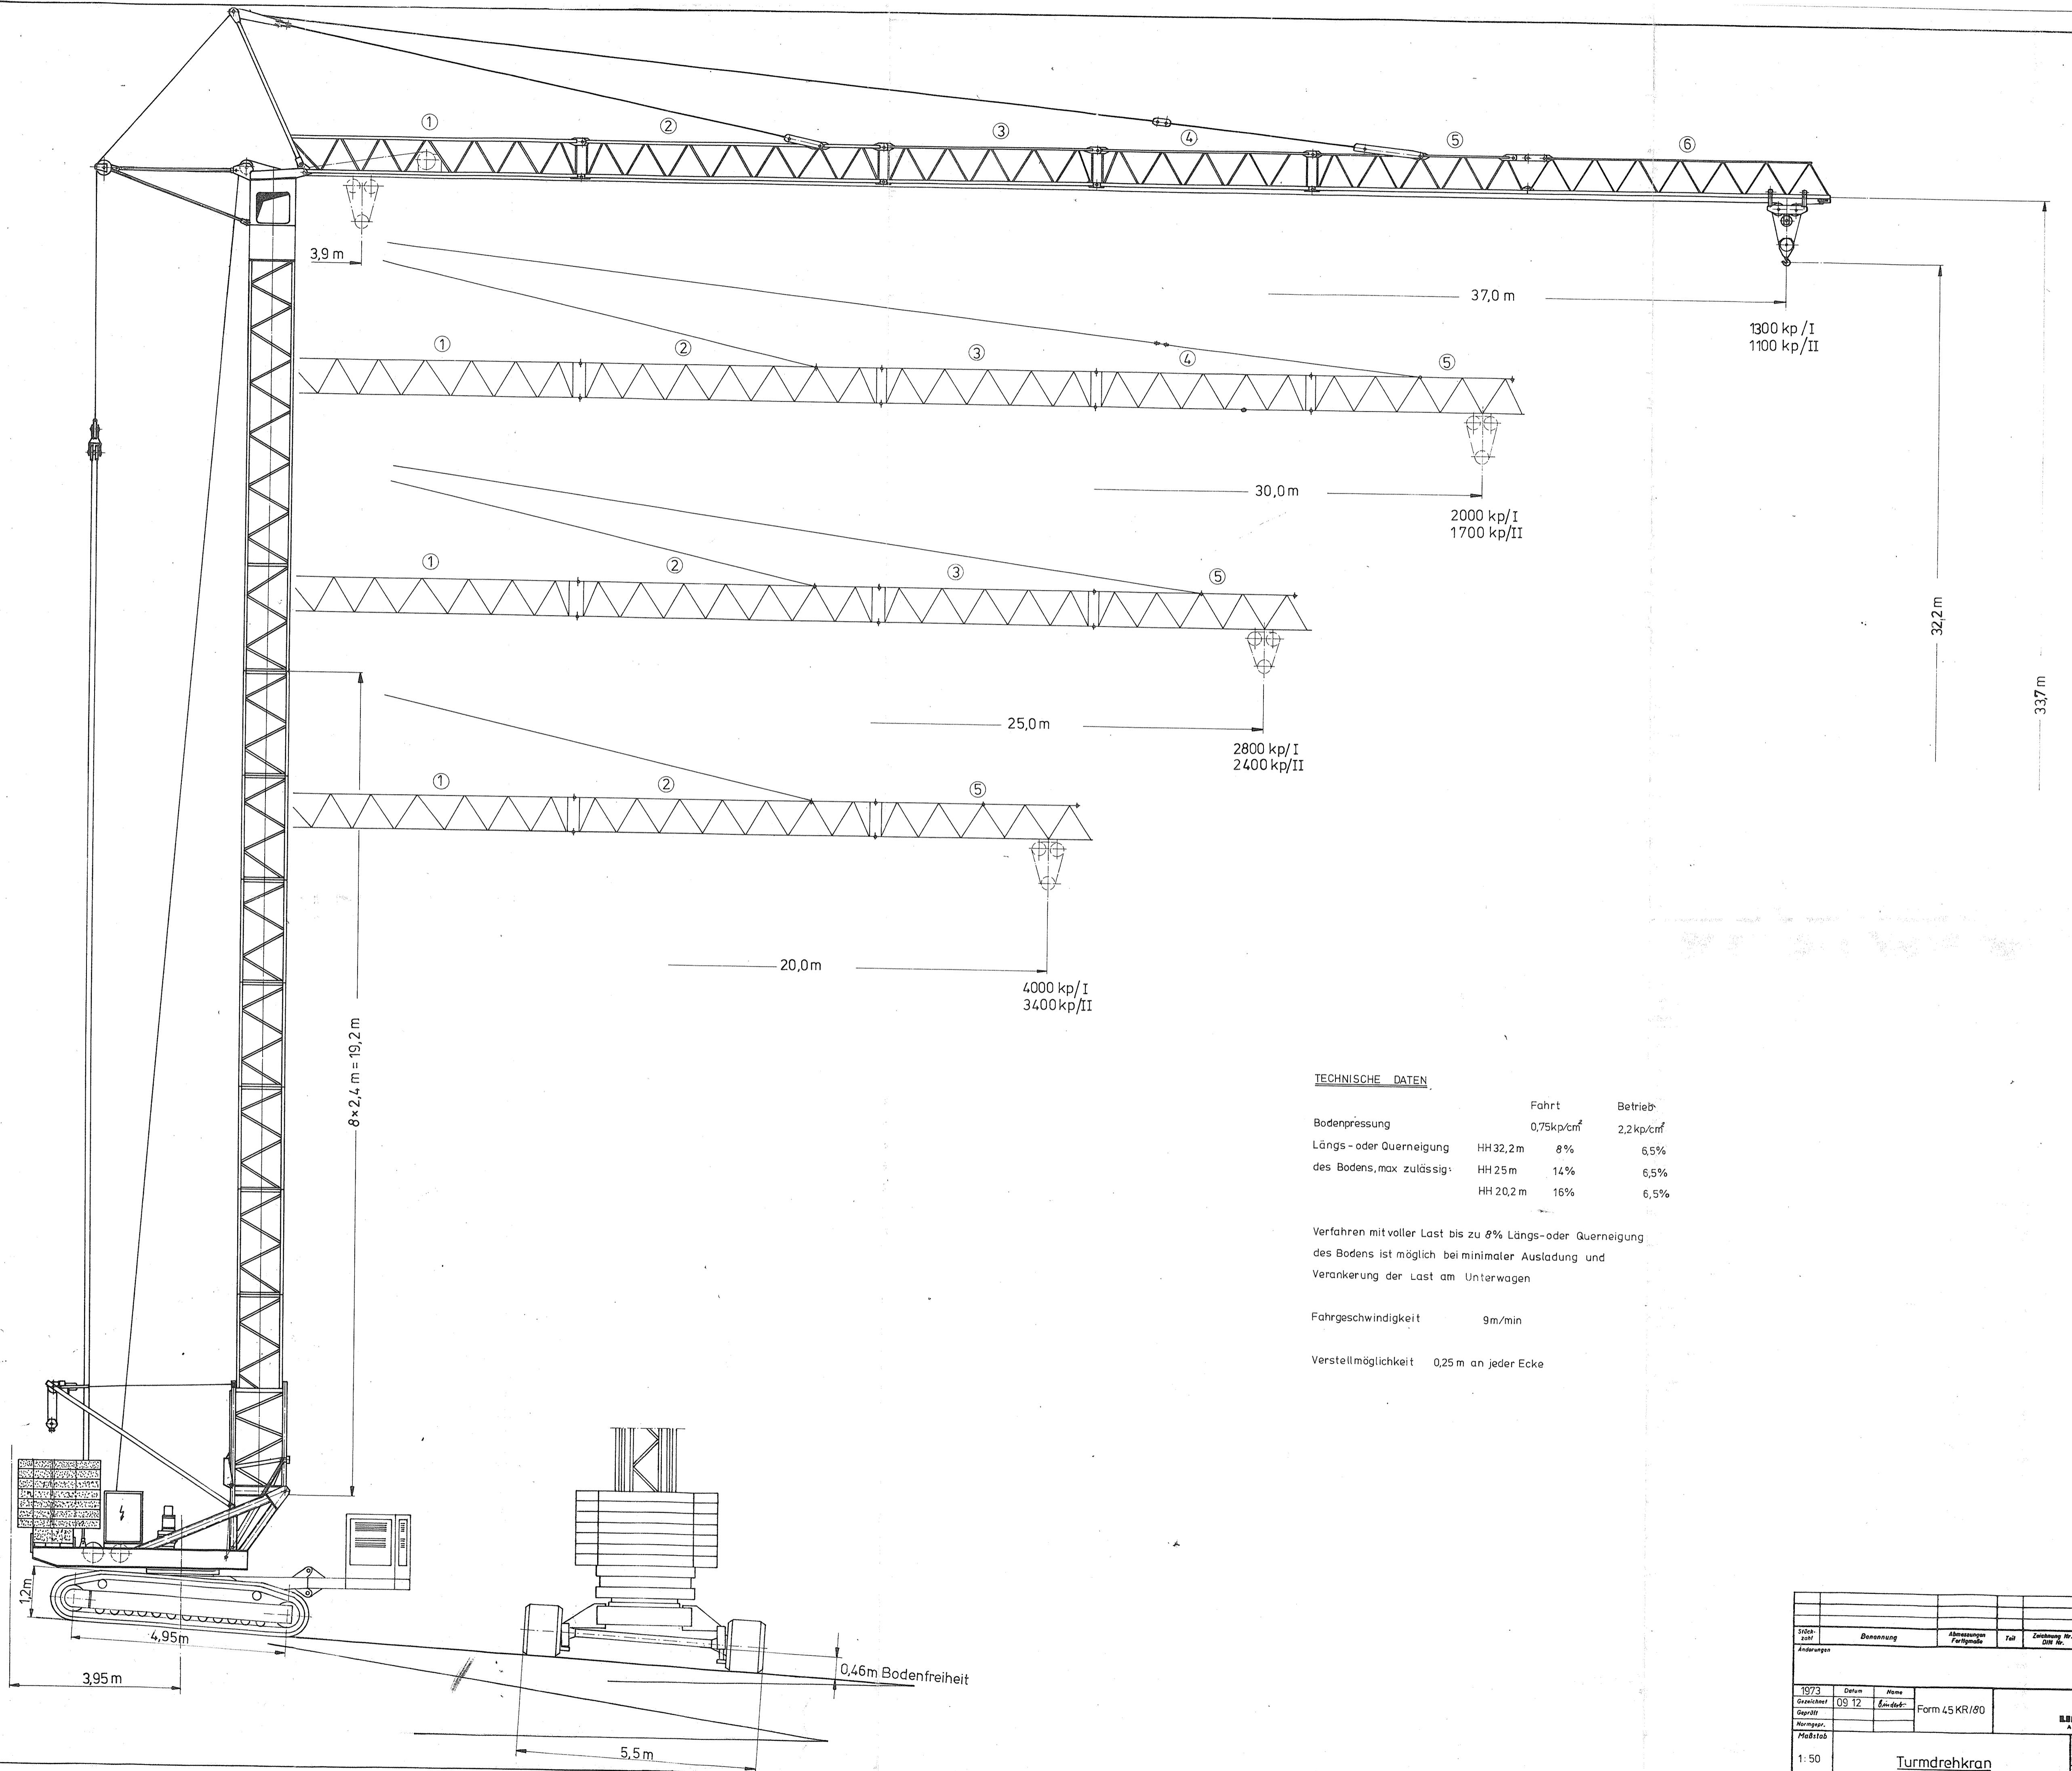 ① ② ③ ④ ⑤ ⑥
3,9 m
37,0 m
1300 kp/I
1100 kp/II
① ② ③ ④ ⑤
30,0 m
2000 kp/I
1700 kp/II
① ② ③ ⑤
25,0 m
2800 kp/I
2400 kp/II
① ② ⑤
20,0 m
4000 kp/I
3400 kp/II
32,2 m
33,7 m
8 × 2,4 m = 19,2 m
TECHNISCHE DATEN
Fahrt Betrieb
Bodenpressung 0,75kp/cm² 2,2kp/cm²
Längs- oder Querneigung HH 32,2 m 8% 6,5%
des Bodens, max zulässig: HH 25 m 14% 6,5%
HH 20,2 m 16% 6,5%
Verfahren mit voller Last bis zu 8% Längs- oder Querneigung
des Bodens ist möglich bei minimaler Ausladung und
Verankerung der Last am Unterwagen
Fahrgeschwindigkeit 9m/min
Verstellmöglichkeit 0,25 m an jeder Ecke
1,2m
4,95m
3,95 m
0,46m Bodenfreiheit
5,5 m
Stück-
zahl Benennung Abmessungen
Fertigmaße Teil Zeichnung Nr.
DIN Nr.
Änderungen
1973 Datum Name
Gezeichnet 09 12
Form 45 KR/80
Geprüft
Normgepr.
Maßstab
1:50
Turmdrehkran